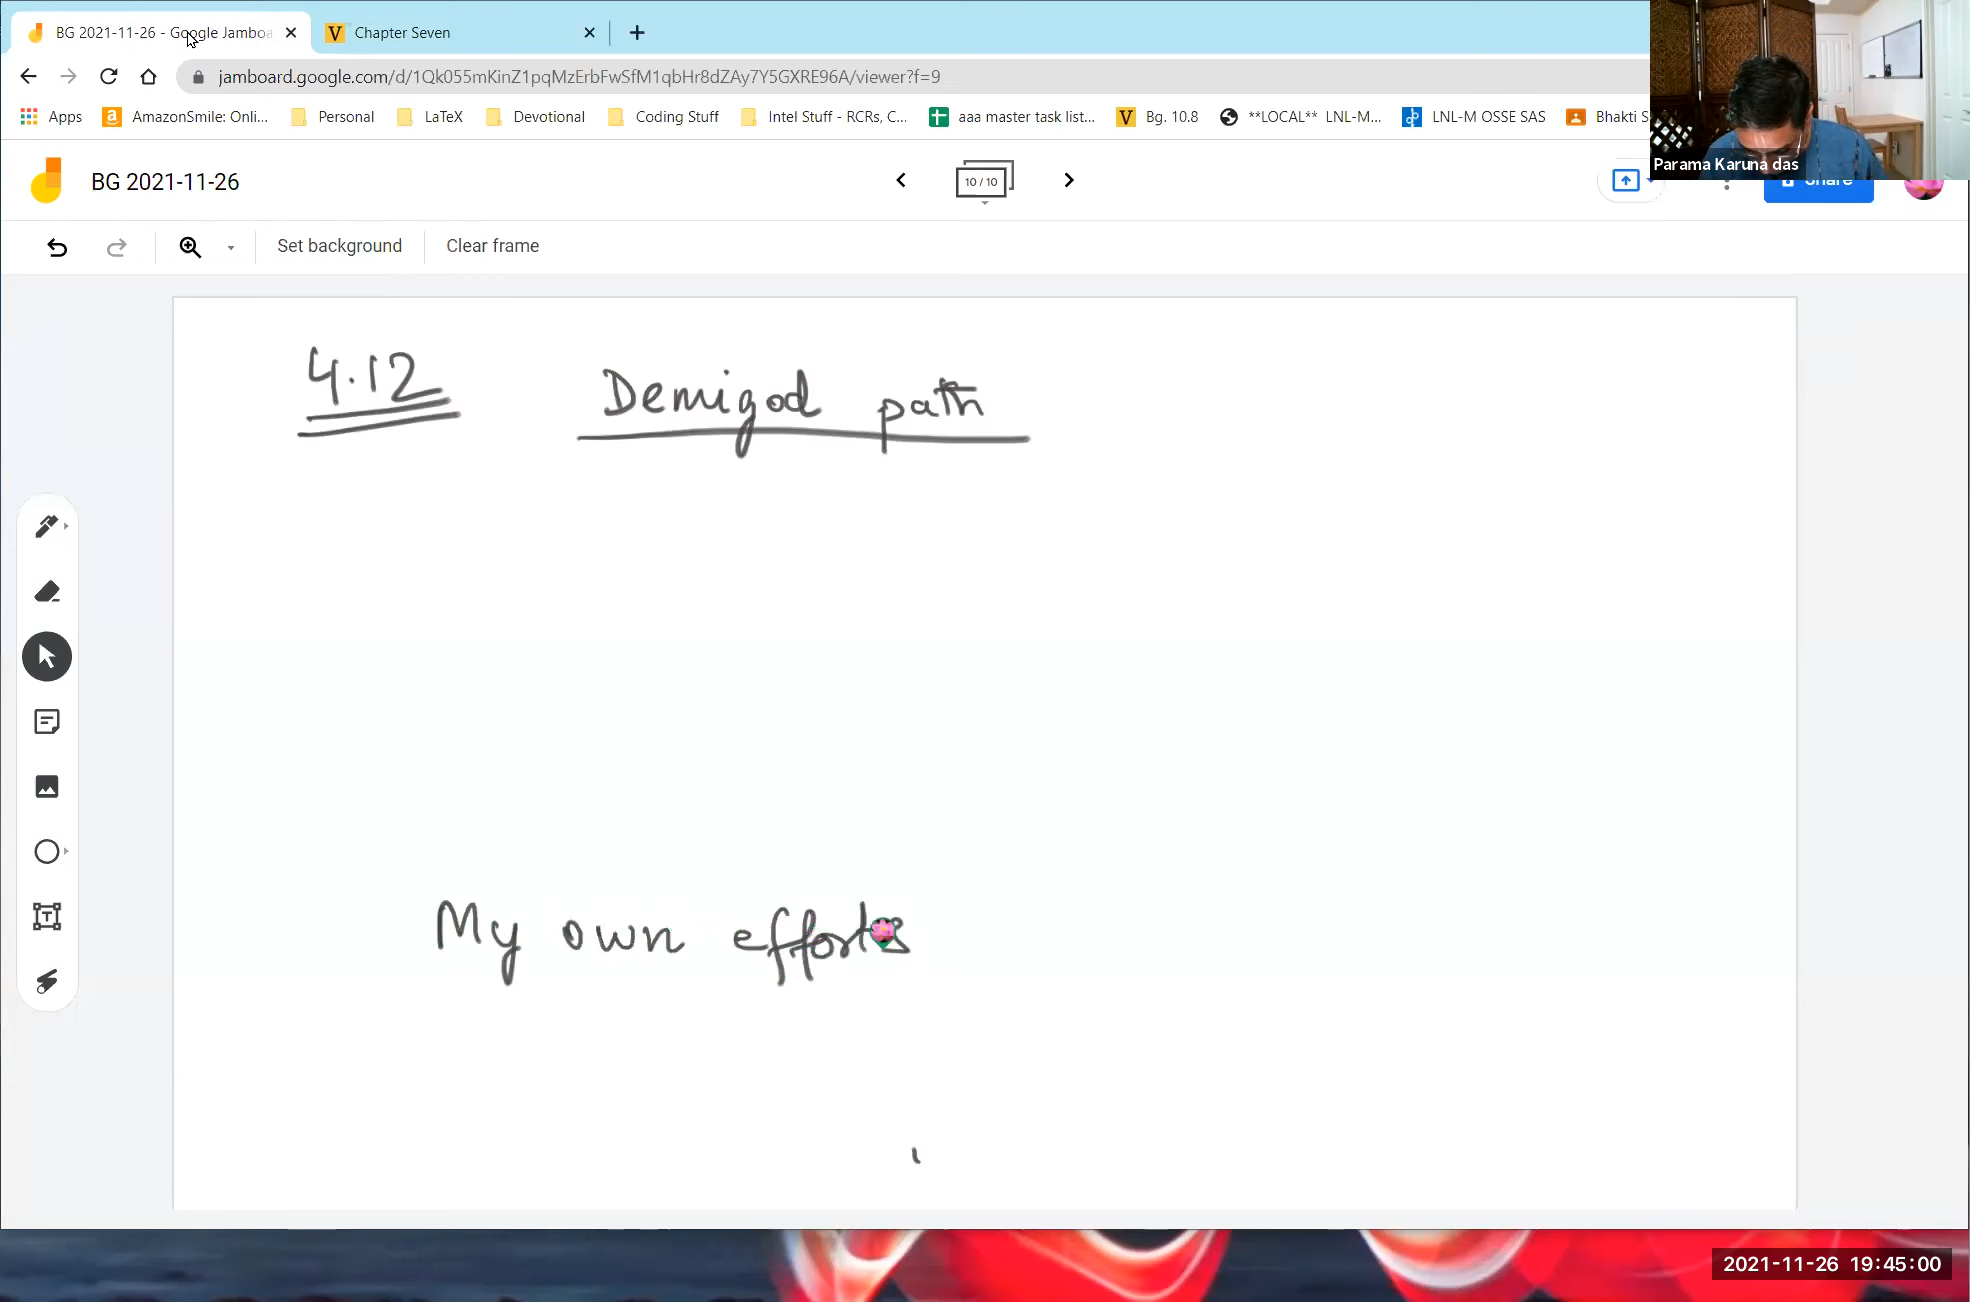 BG 2021-11-26 - Google Jamboa
Chapter Seven
jamboard.google.com/d/1Qk055mKinZ1pqMzErbFwSfM1qbHr8dZAy7Y5GXRE96A/viewer?f=9
Apps AmazonSmile: Onli... Personal LaTeX Devotional Coding Stuff Intel Stuff - RCRs, C... aaa master task list... Bg. 10.8 **LOCAL** LNL-M... LNL-M OSSE SAS Bhakti S
Parama Karuna das
BG 2021-11-26
10 / 10
Share
Set background Clear frame
4.12 Demigod path
My own efforts
2021-11-26 19:45:00